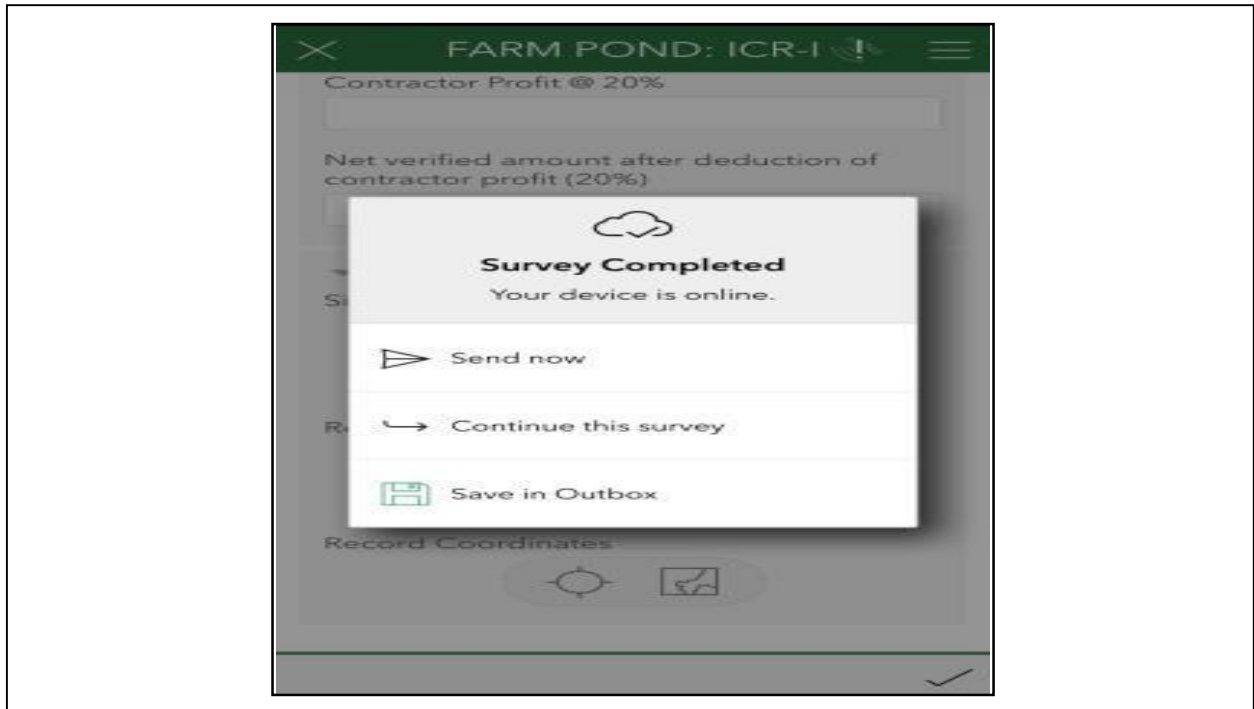 FARM POND: ICR-I
Contractor Profit @ 20%
Net verified amount after deduction of
contractor profit (20%)
Survey Completed
Your device is online.
Send now
Continue this survey
Save in Outbox
Record Coordinates